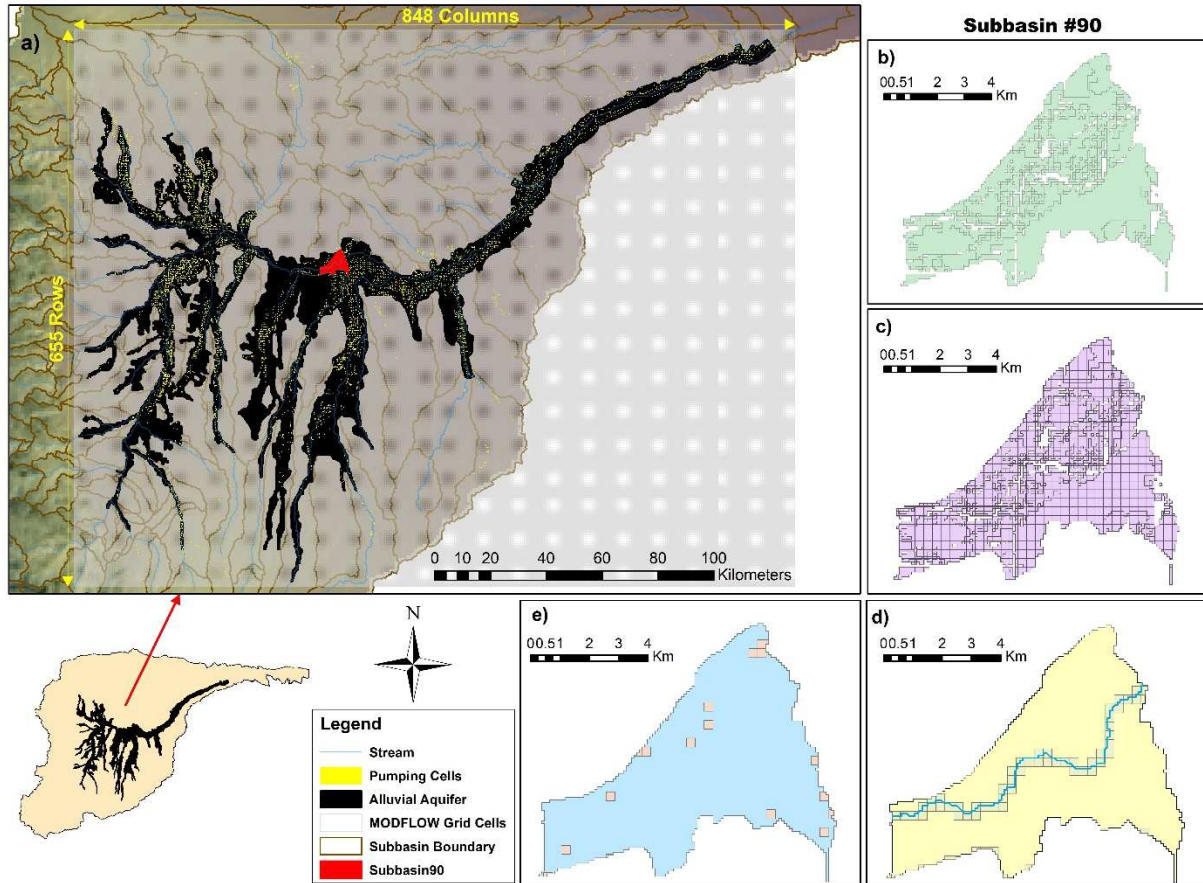 848 Columns
a)
655 Rows
0 10 20 40 60 80 100
Kilometers
Subbasin #90
b)
00.51 2 3 4
Km
c)
00.51 2 3 4
Km
N
Legend
Stream
Pumping Cells
Alluvial Aquifer
MODFLOW Grid Cells
Subbasin Boundary
Subbasin90
e)
00.51 2 3 4
Km
d)
00.51 2 3 4
Km